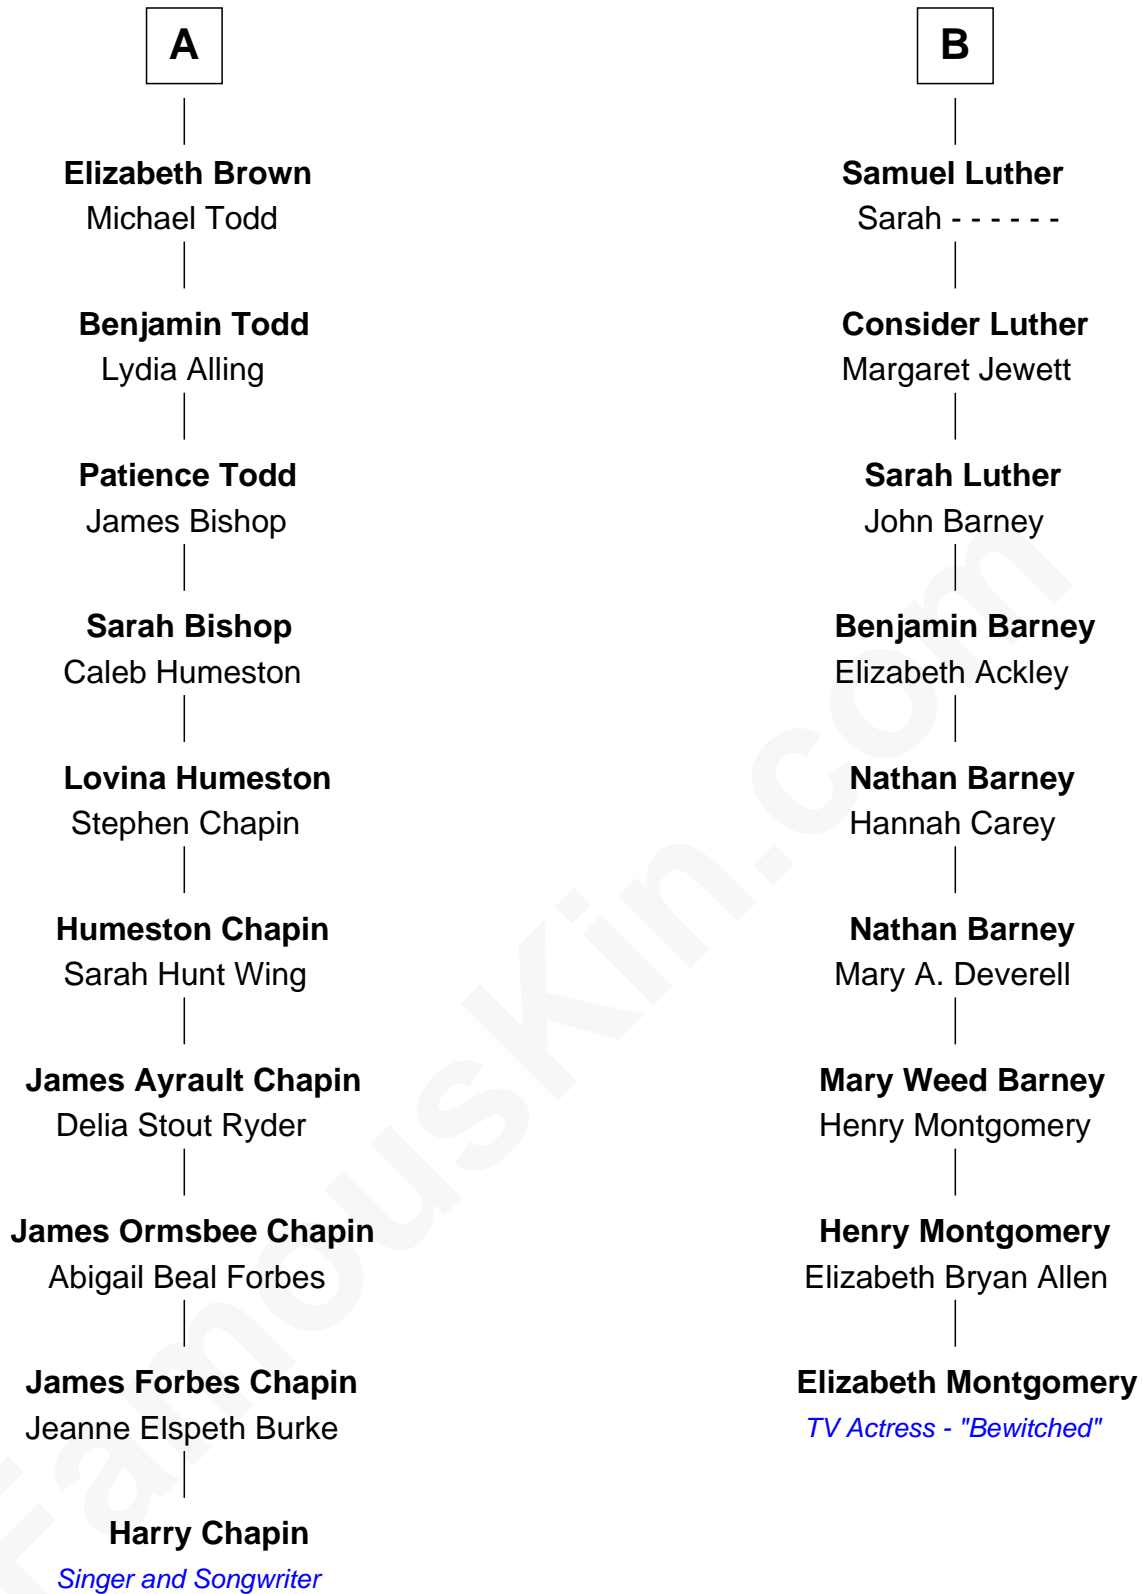 A
Elizabeth Brown
Michael Todd
Benjamin Todd
Lydia Alling
Patience Todd
James Bishop
Sarah Bishop
Caleb Humeston
Lovina Humeston
Stephen Chapin
Humeston Chapin
Sarah Hunt Wing
James Ayrault Chapin
Delia Stout Ryder
James Ormsbee Chapin
Abigail Beal Forbes
James Forbes Chapin
Jeanne Elspeth Burke
Harry Chapin
Singer and Songwriter
B
Samuel Luther
Sarah - - - - - -
Consider Luther
Margaret Jewett
Sarah Luther
John Barney
Benjamin Barney
Elizabeth Ackley
Nathan Barney
Hannah Carey
Nathan Barney
Mary A. Deverell
Mary Weed Barney
Henry Montgomery
Henry Montgomery
Elizabeth Bryan Allen
Elizabeth Montgomery
TV Actress - "Bewitched"
FamousKin.com